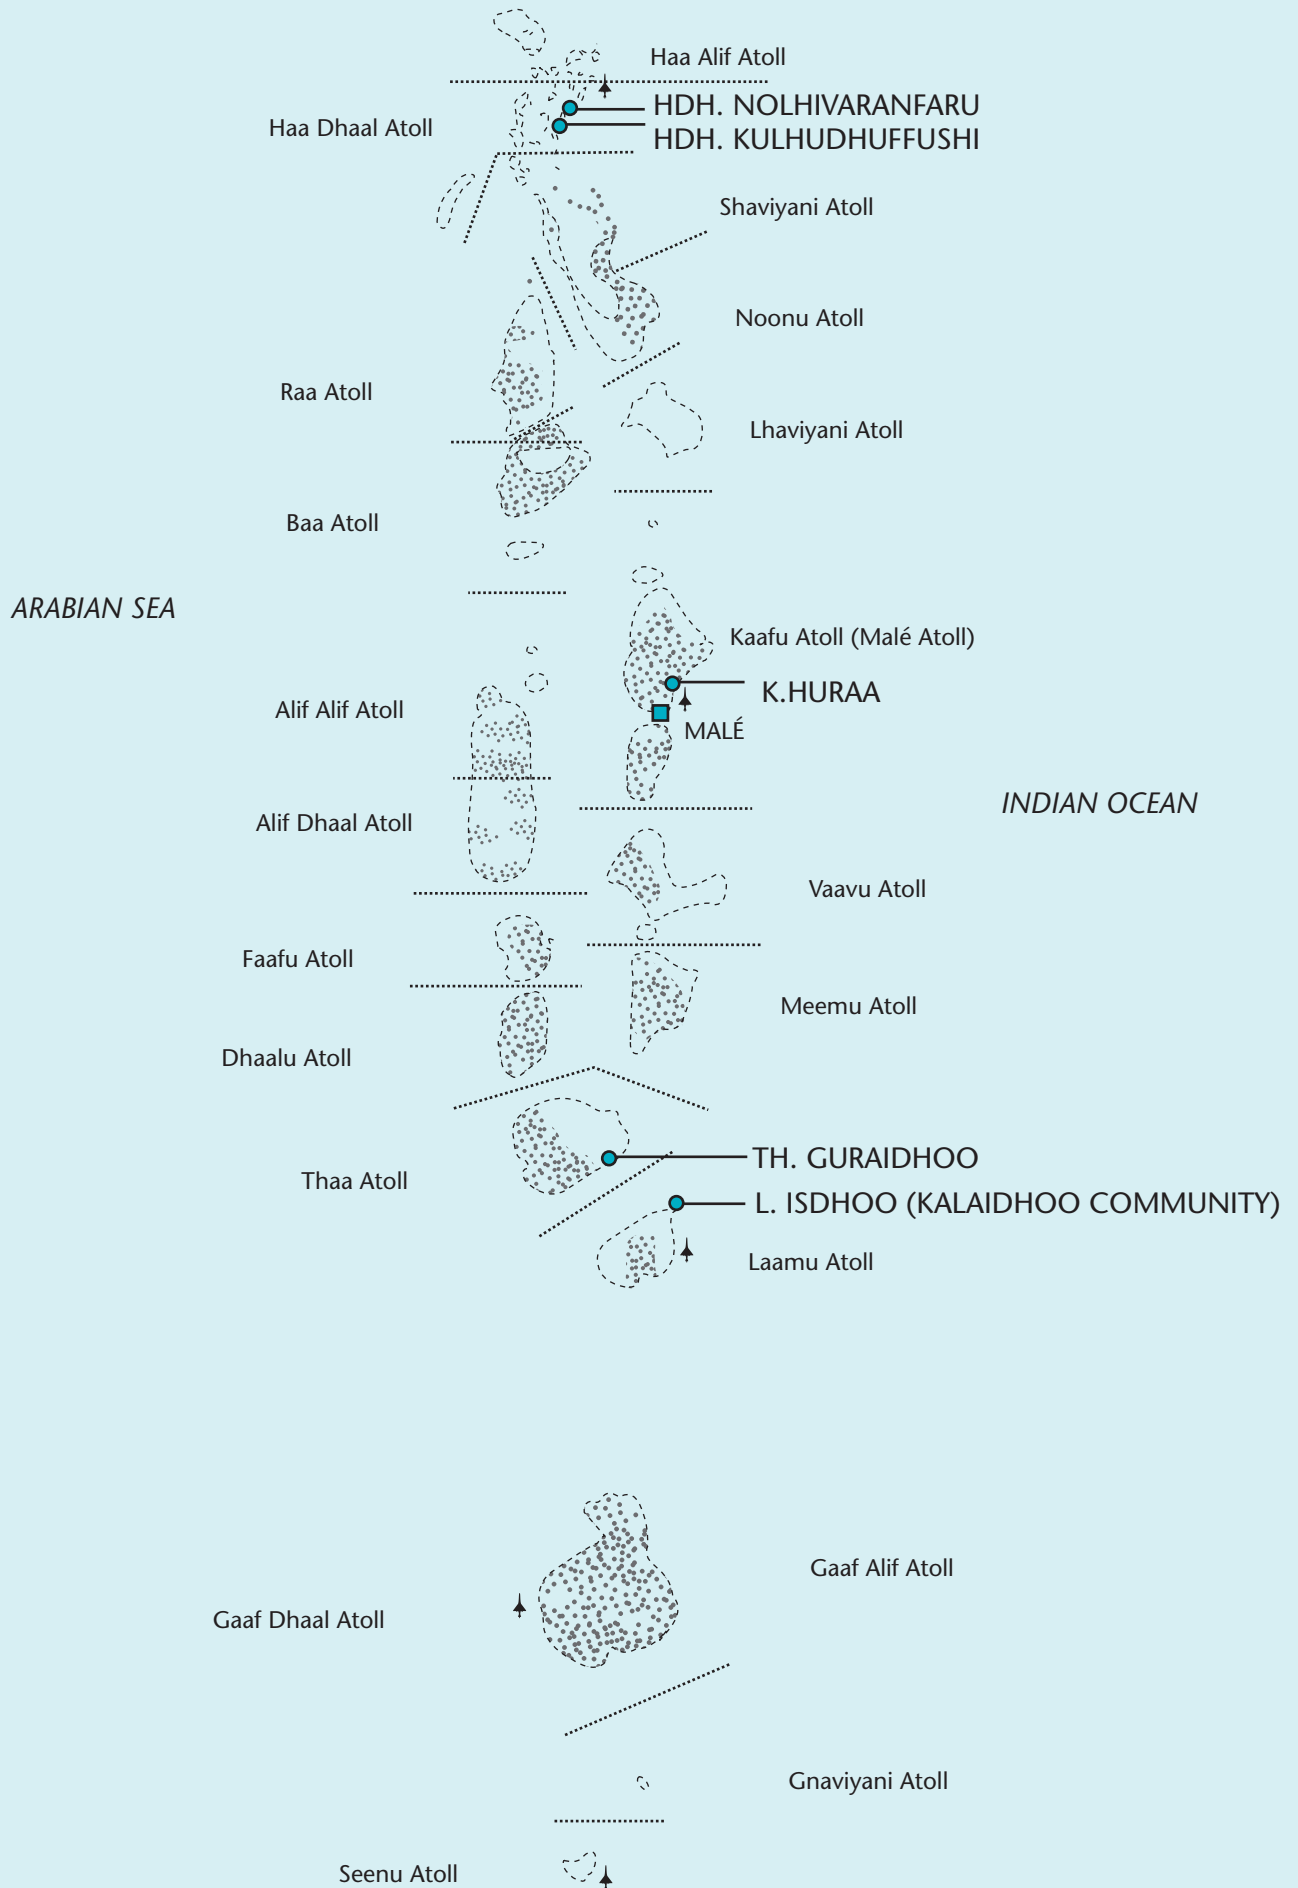 Haa Alif Atoll
HDH. NOLHIVARANFARU
Haa Dhaal Atoll
HDH. KULHUDHUFFUSHI
Shaviyani Atoll
Noonu Atoll
Raa Atoll
Lhaviyani Atoll
Baa Atoll
ARABIAN SEA
Kaafu Atoll (Malé Atoll)
K.HURAA
Alif Alif Atoll
MALÉ
INDIAN OCEAN
Alif Dhaal Atoll
Vaavu Atoll
Faafu Atoll
Meemu Atoll
Dhaalu Atoll
TH. GURAIDHOO
Thaa Atoll
L. ISDHOO (KALAIDHOO COMMUNITY)
Laamu Atoll
Gaaf Alif Atoll
Gaaf Dhaal Atoll
Gnaviyani Atoll
Seenu Atoll